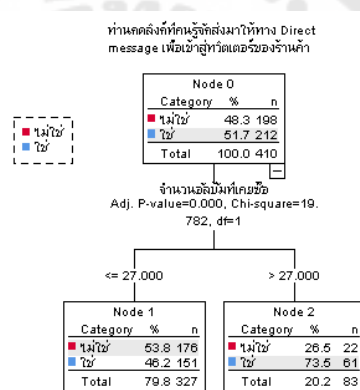 ท่านกดลิงก์ที่คนรู้จักส่งมาให้ทาง Direct
message เพื่อเข้าสู่ทวิตเตอร์ของร้านค้า
Node 0
Category % n
ไม่ใช่ 48.3 198
ใช่ 51.7 212
Total 100.0 410
ไม่ใช่
ใช่
จำนวนอัลบั้มที่เคยซื้อ
Adj. P-value=0.000, Chi-square=19.
782, df=1
<= 27.000
> 27.000
Node 1
Category % n
ไม่ใช่ 53.8 176
ใช่ 46.2 151
Total 79.8 327
Node 2
Category % n
ไม่ใช่ 26.5 22
ใช่ 73.5 61
Total 20.2 83